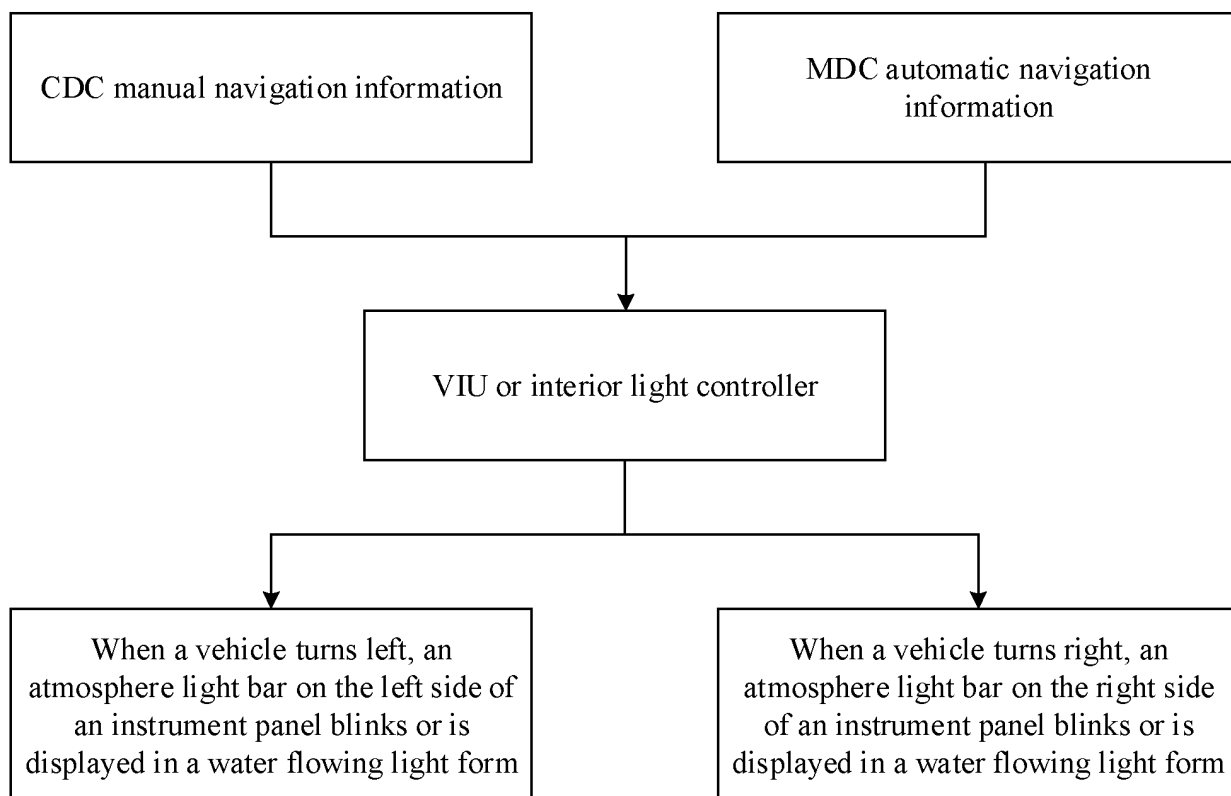 CDC manual navigation information
MDC automatic navigation
information
VIU or interior light controller
When a vehicle turns left, an
atmosphere light bar on the left side of
an instrument panel blinks or is
displayed in a water flowing light form
When a vehicle turns right, an
atmosphere light bar on the right side
of an instrument panel blinks or is
displayed in a water flowing light form